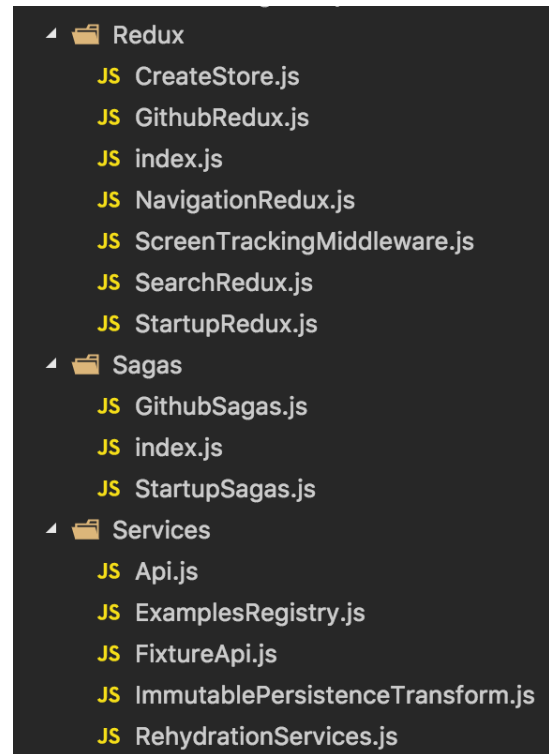 Redux
JS CreateStore.js
JS GithubRedux.js
JS index.js
JS NavigationRedux.js
JS ScreenTrackingMiddleware.js
JS SearchRedux.js
JS StartupRedux.js
Sagas
JS GithubSagas.js
JS index.js
JS StartupSagas.js
Services
JS Api.js
JS ExamplesRegistry.js
JS FixtureApi.js
JS ImmutablePersistenceTransform.js
JS RehydrationServices.js